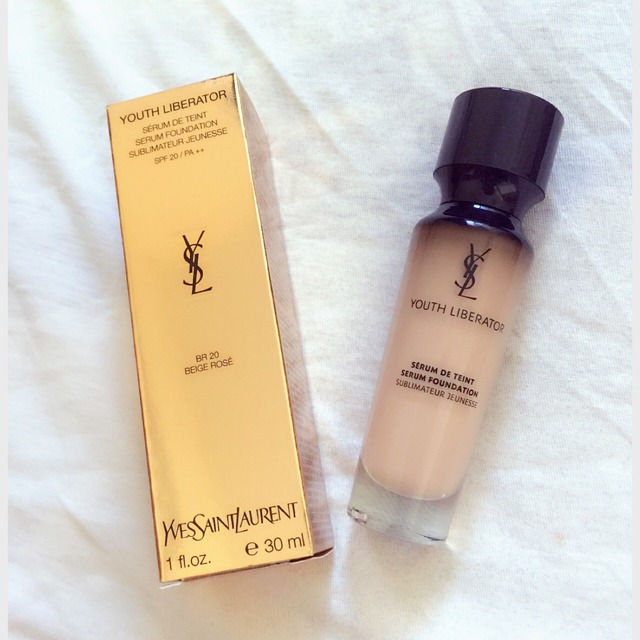 YOUTH LIBERATOR
SÉRUM DE TEINT
SERUM FOUNDATION
SUBLIMATEUR JEUNESSE
SPF 20 / PA ++
YSL
BR 20
BEIGE ROSÉ
YVESSAINTLAURENT
1 fl.oz. e 30 ml
YSL
YOUTH LIBERATOR
SÉRUM DE TEINT
SERUM FOUNDATION
SUBLIMATEUR JEUNESSE